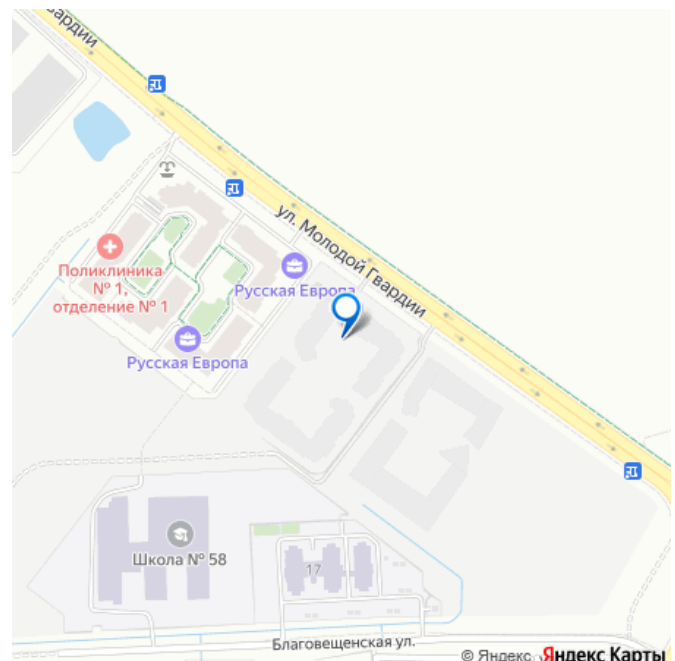 Гвардии
ул. Молодой Гвардии
Поликлиника
№ 1,
отделение № 1
Русская Европа
Русская Европа
Школа № 58
17
Благовещенская ул.
© Яндекс Яндекс Карты